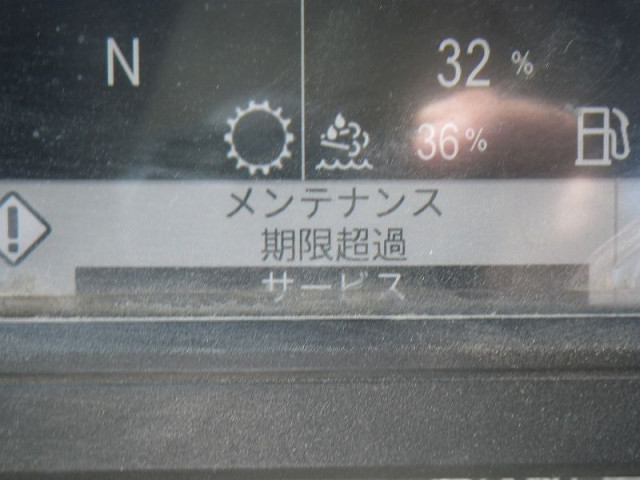 N
32 %
36%
メンテナンス
期限超過
サービス